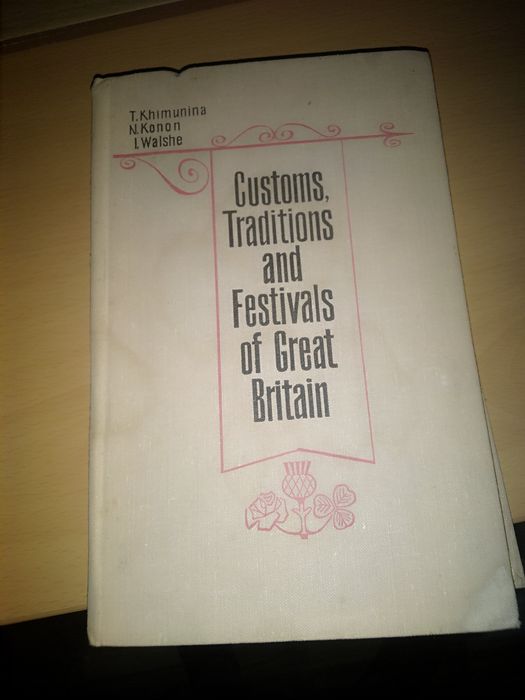 T.Khimunina
N.Konon
I.Walshe
Customs,
Traditions
and
Festivals
of Great
Britain